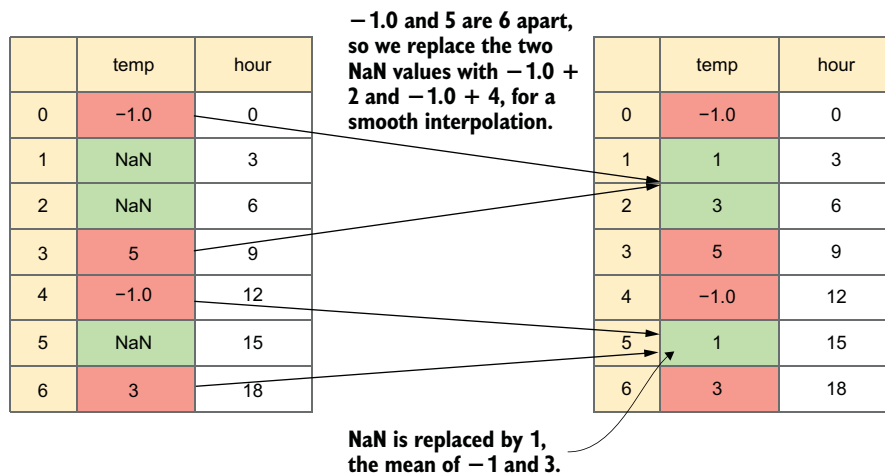 −1.0 and 5 are 6 apart,
so we replace the two
NaN values with −1.0 +
2 and −1.0 + 4, for a
smooth interpolation.
temp hour
0 −1.0 0
1 NaN 3
2 NaN 6
3 5 9
4 −1.0 12
5 NaN 15
6 3 18
temp hour
0 −1.0 0
1 1 3
2 3 6
3 5 9
4 −1.0 12
5 1 15
6 3 18
NaN is replaced by 1,
the mean of −1 and 3.